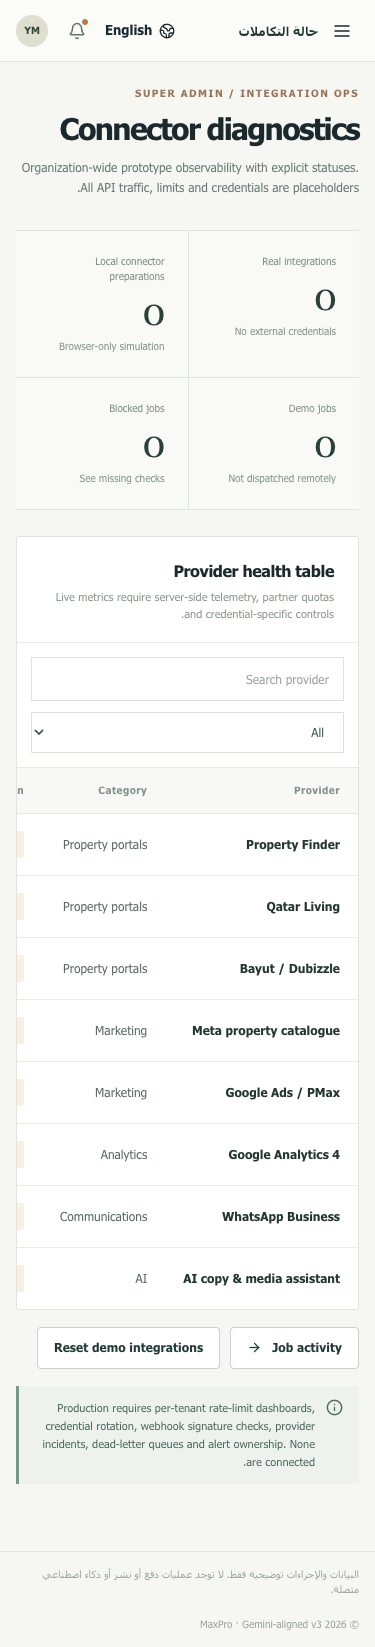 حالة التكاملات
English
YM
SUPER ADMIN / INTEGRATION OPS
Connector diagnostics
Organization-wide prototype observability with explicit statuses.
All API traffic, limits and credentials are placeholders.
Real integrations
0
No external credentials
Local connector
preparations
0
Browser-only simulation
Demo jobs
0
Not dispatched remotely
Blocked jobs
0
See missing checks
Provider health table
Live metrics require server-side telemetry, partner quotas
and credential-specific controls.
Search provider
All
Provider Category n
Property Finder Property portals
Qatar Living Property portals
Bayut / Dubizzle Property portals
Meta property catalogue Marketing
Google Ads / PMax Marketing
Google Analytics 4 Analytics
WhatsApp Business Communications
AI copy & media assistant AI
Job activity
Reset demo integrations
Production requires per-tenant rate-limit dashboards,
credential rotation, webhook signature checks, provider
incidents, dead-letter queues and alert ownership. None
are connected.
البيانات والإجراءات توضيحية فقط. لا توجد عمليات دفع أو نشر أو ذكاء اصطناعي
متصلة.
© 2026 MaxPro · Gemini-aligned v3